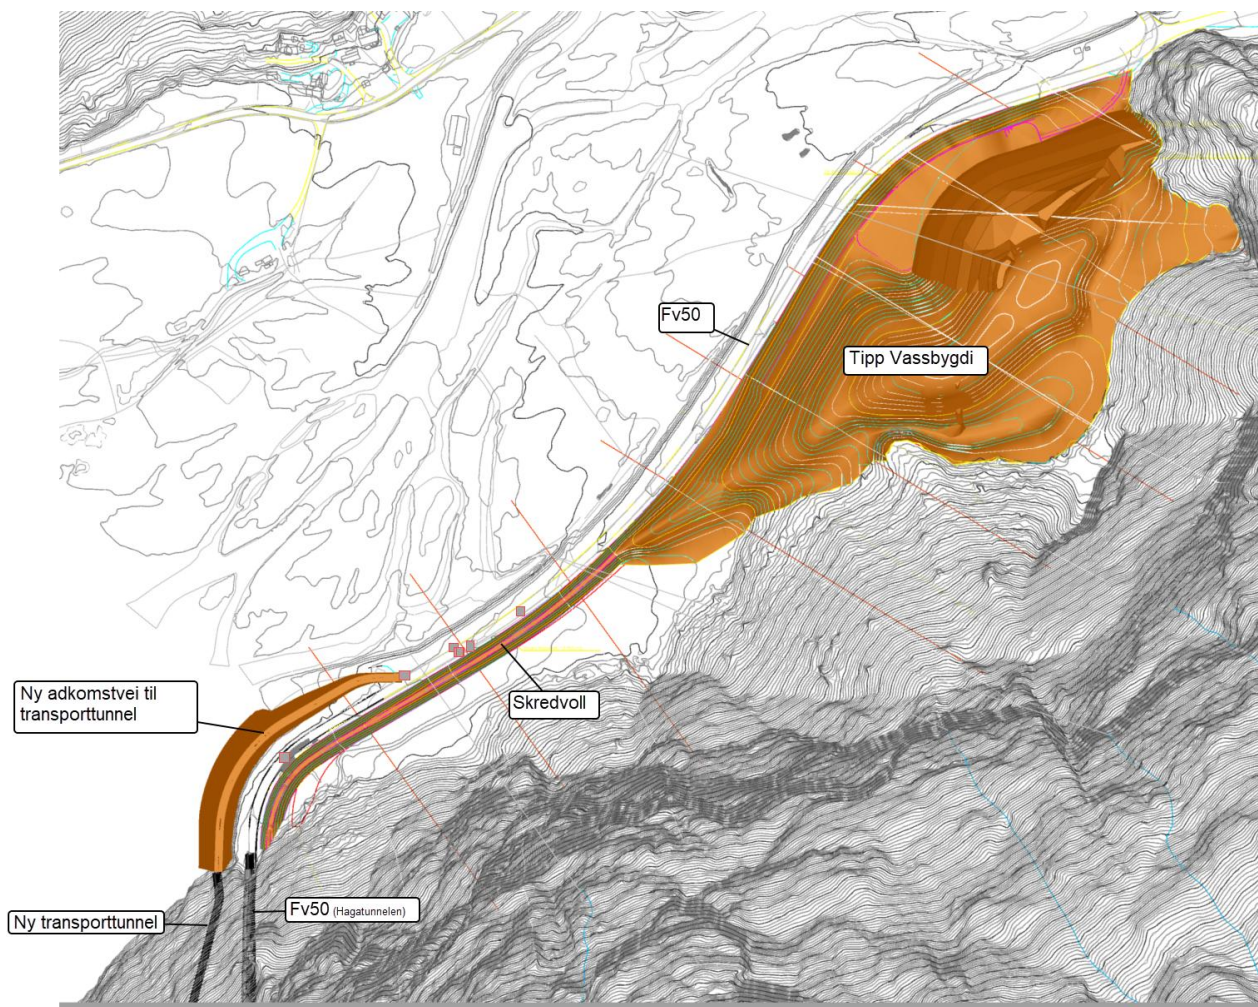 Fv50
Tipp Vassbygdi
Skredvoll
Ny adkomstvei til
transporttunnel
Fv50 (Hagatunnelen)
Ny transporttunnel